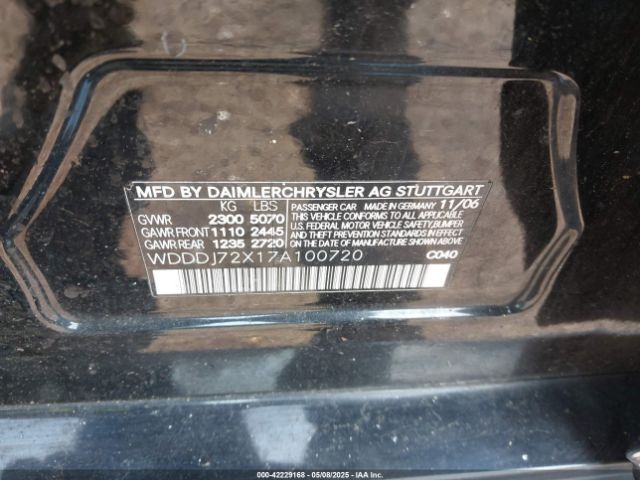 MFD BY DAIMLERCHRYSLER AG STUTTGART
KG LBS
GVWR 2300 5070
GAWR FRONT 1110 2445
GAWR REAR 1235 2720
PASSENGER CAR MADE IN GERMANY 11/06
THIS VEHICLE CONFORMS TO ALL APPLICABLE
U.S. FEDERAL MOTOR VEHICLE SAFETY, BUMPER
AND THEFT PREVENTION STANDARDS IN EFFECT
ON THE DATE OF MANUFACTURE SHOWN ABOVE.
WDDDJ72X17A100720 C040
000-42229168 - 05/08/2025 - IAAI.COM